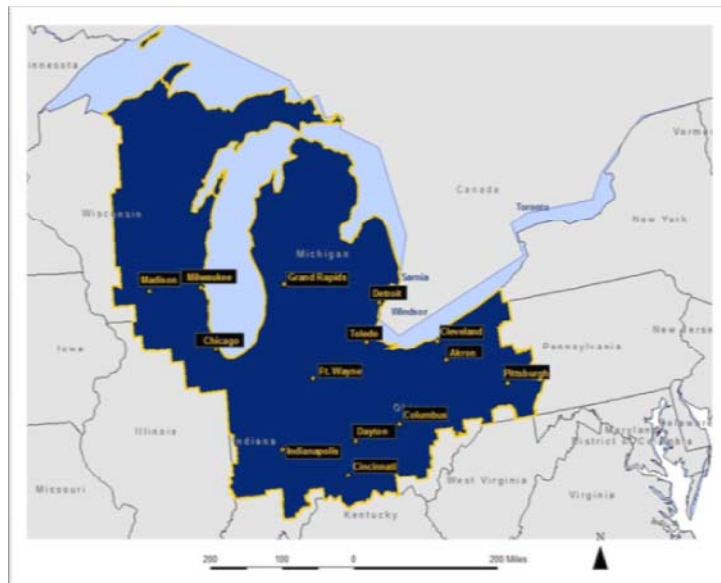 Minnesota
Verm
Canada
Toronto
New York
Wisconsin
Michigan
Sarnia
Madison
Milwaukee
Grand Rapids
Detroit
Windsor
Toledo
Cleveland
New Jersey
Iowa
Chicago
Akron
Pennsylvania
Ft. Wayne
Pittsburgh
Columbus
Illinois
Indiana
Dayton
Maryland
Delaware
District of Columbia
Indianapolis
Cincinnati
West Virginia
Missouri
Virginia
Kentucky
N
200 100 0 200 Miles